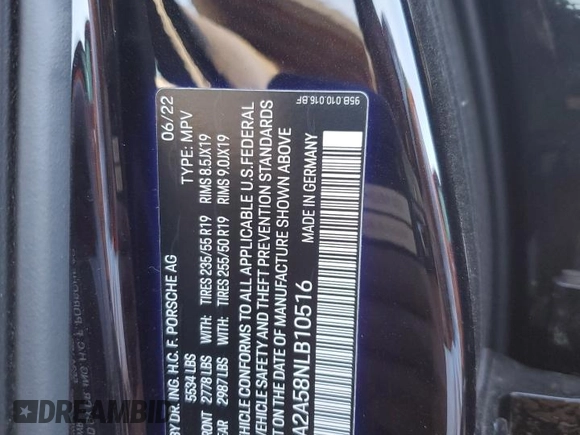 95B.010.016.BF
06/22
BY DR. ING. H.C. F. PORSCHE AG
5534 LBS TYPE: MPV
FRONT 2778 LBS WITH: TIRES 235/55 R19 RIMS 8.5JX19
2987 LBS WITH: TIRES 255/50 R19 RIMS 9.0JX19
VEHICLE CONFORMS TO ALL APPLICABLE U.S. FEDERAL
VEHICLE SAFETY AND THEFT PREVENTION STANDARDS
ON THE DATE OF MANUFACTURE SHOWN ABOVE
MADE IN GERMANY
A2A58NLB10516
DREAMBID